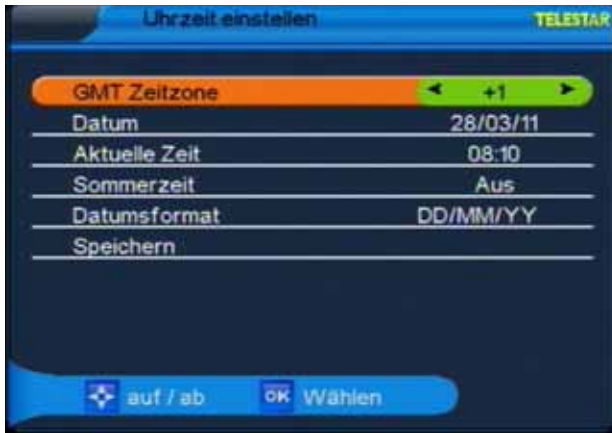 Uhrzeit einstellen TELESTAR
GMT Zeitzone +1
Datum 28/03/11
Aktuelle Zeit 08:10
Sommerzeit Aus
Datumsformat DD/MM/YY
Speichern
auf / ab OK Wählen